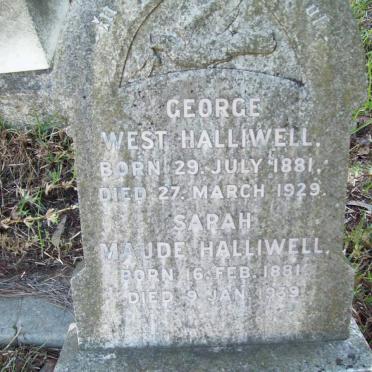 GEORGE
WEST HALLIWELL.
BORN 29. JULY 1881.
DIED 27. MARCH 1929.
SARAH
MAUDE HALLIWELL.
BORN 16. FEB. 1881.
DIED 9 JAN.